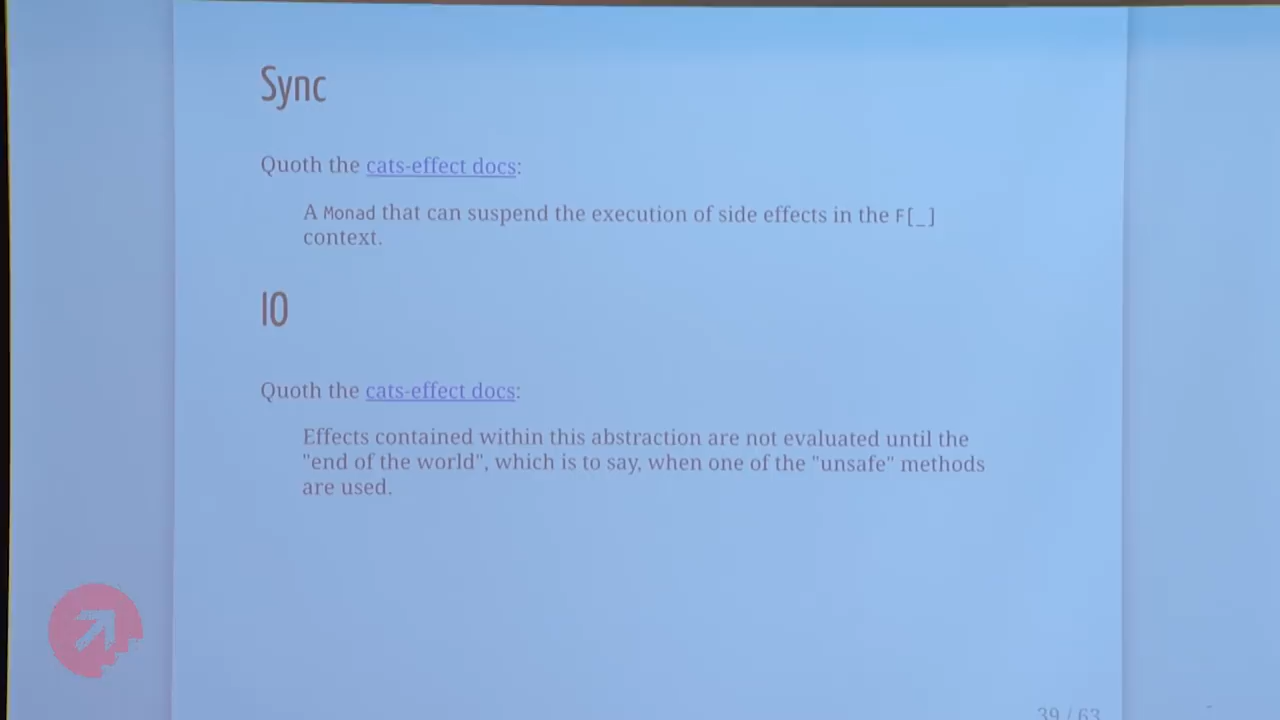 Sync
Quoth the cats-effect docs:
A Monad that can suspend the execution of side effects in the F[_]
context.
IO
Quoth the cats-effect docs:
Effects contained within this abstraction are not evaluated until the
"end of the world", which is to say, when one of the "unsafe" methods
are used.
39 / 63